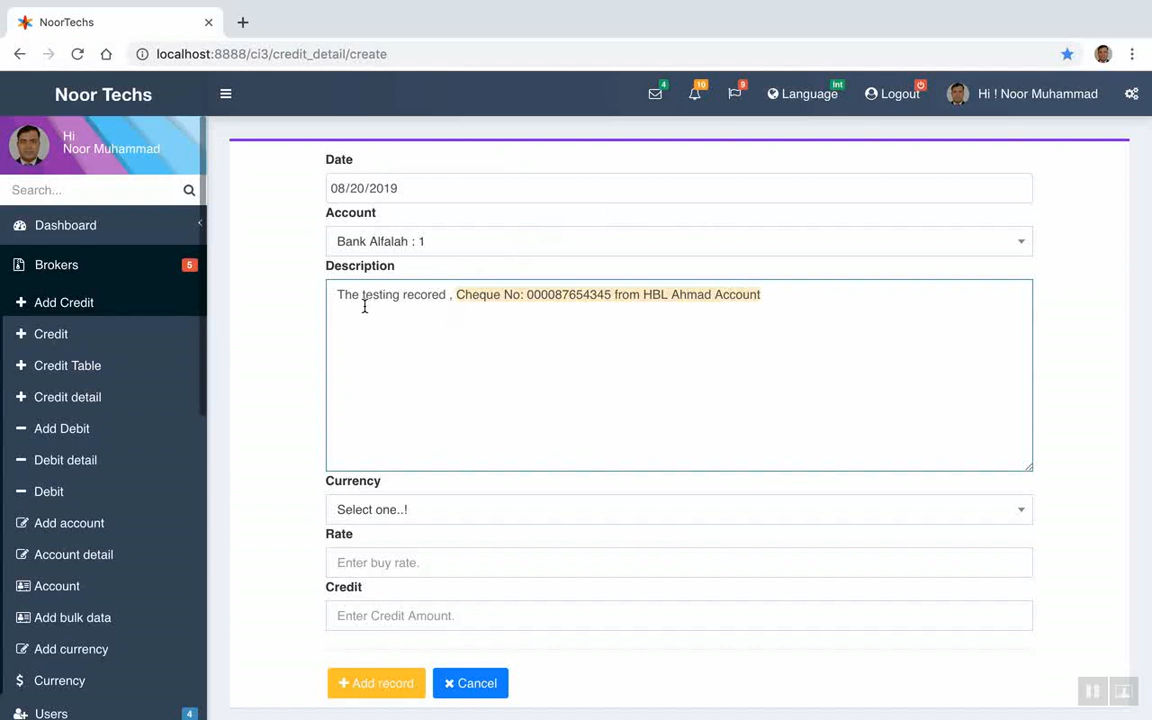 NoorTechs
localhost:8888/ci3/credit_detail/create
Noor Techs
4
10
9
Language
Int
Logout
Hi ! Noor Muhammad
Hi
Noor Muhammad
Search...
Dashboard
Brokers 5
Add Credit
Credit
Credit Table
Credit detail
Add Debit
Debit detail
Debit
Add account
Account detail
Account
Add bulk data
Add currency
Currency
Users 4
Date
08/20/2019
Account
Bank Alfalah : 1
Description
The testing recored , Cheque No: 000087654345 from HBL Ahmad Account
Currency
Select one..!
Rate
Enter buy rate.
Credit
Enter Credit Amount.
Add record
Cancel